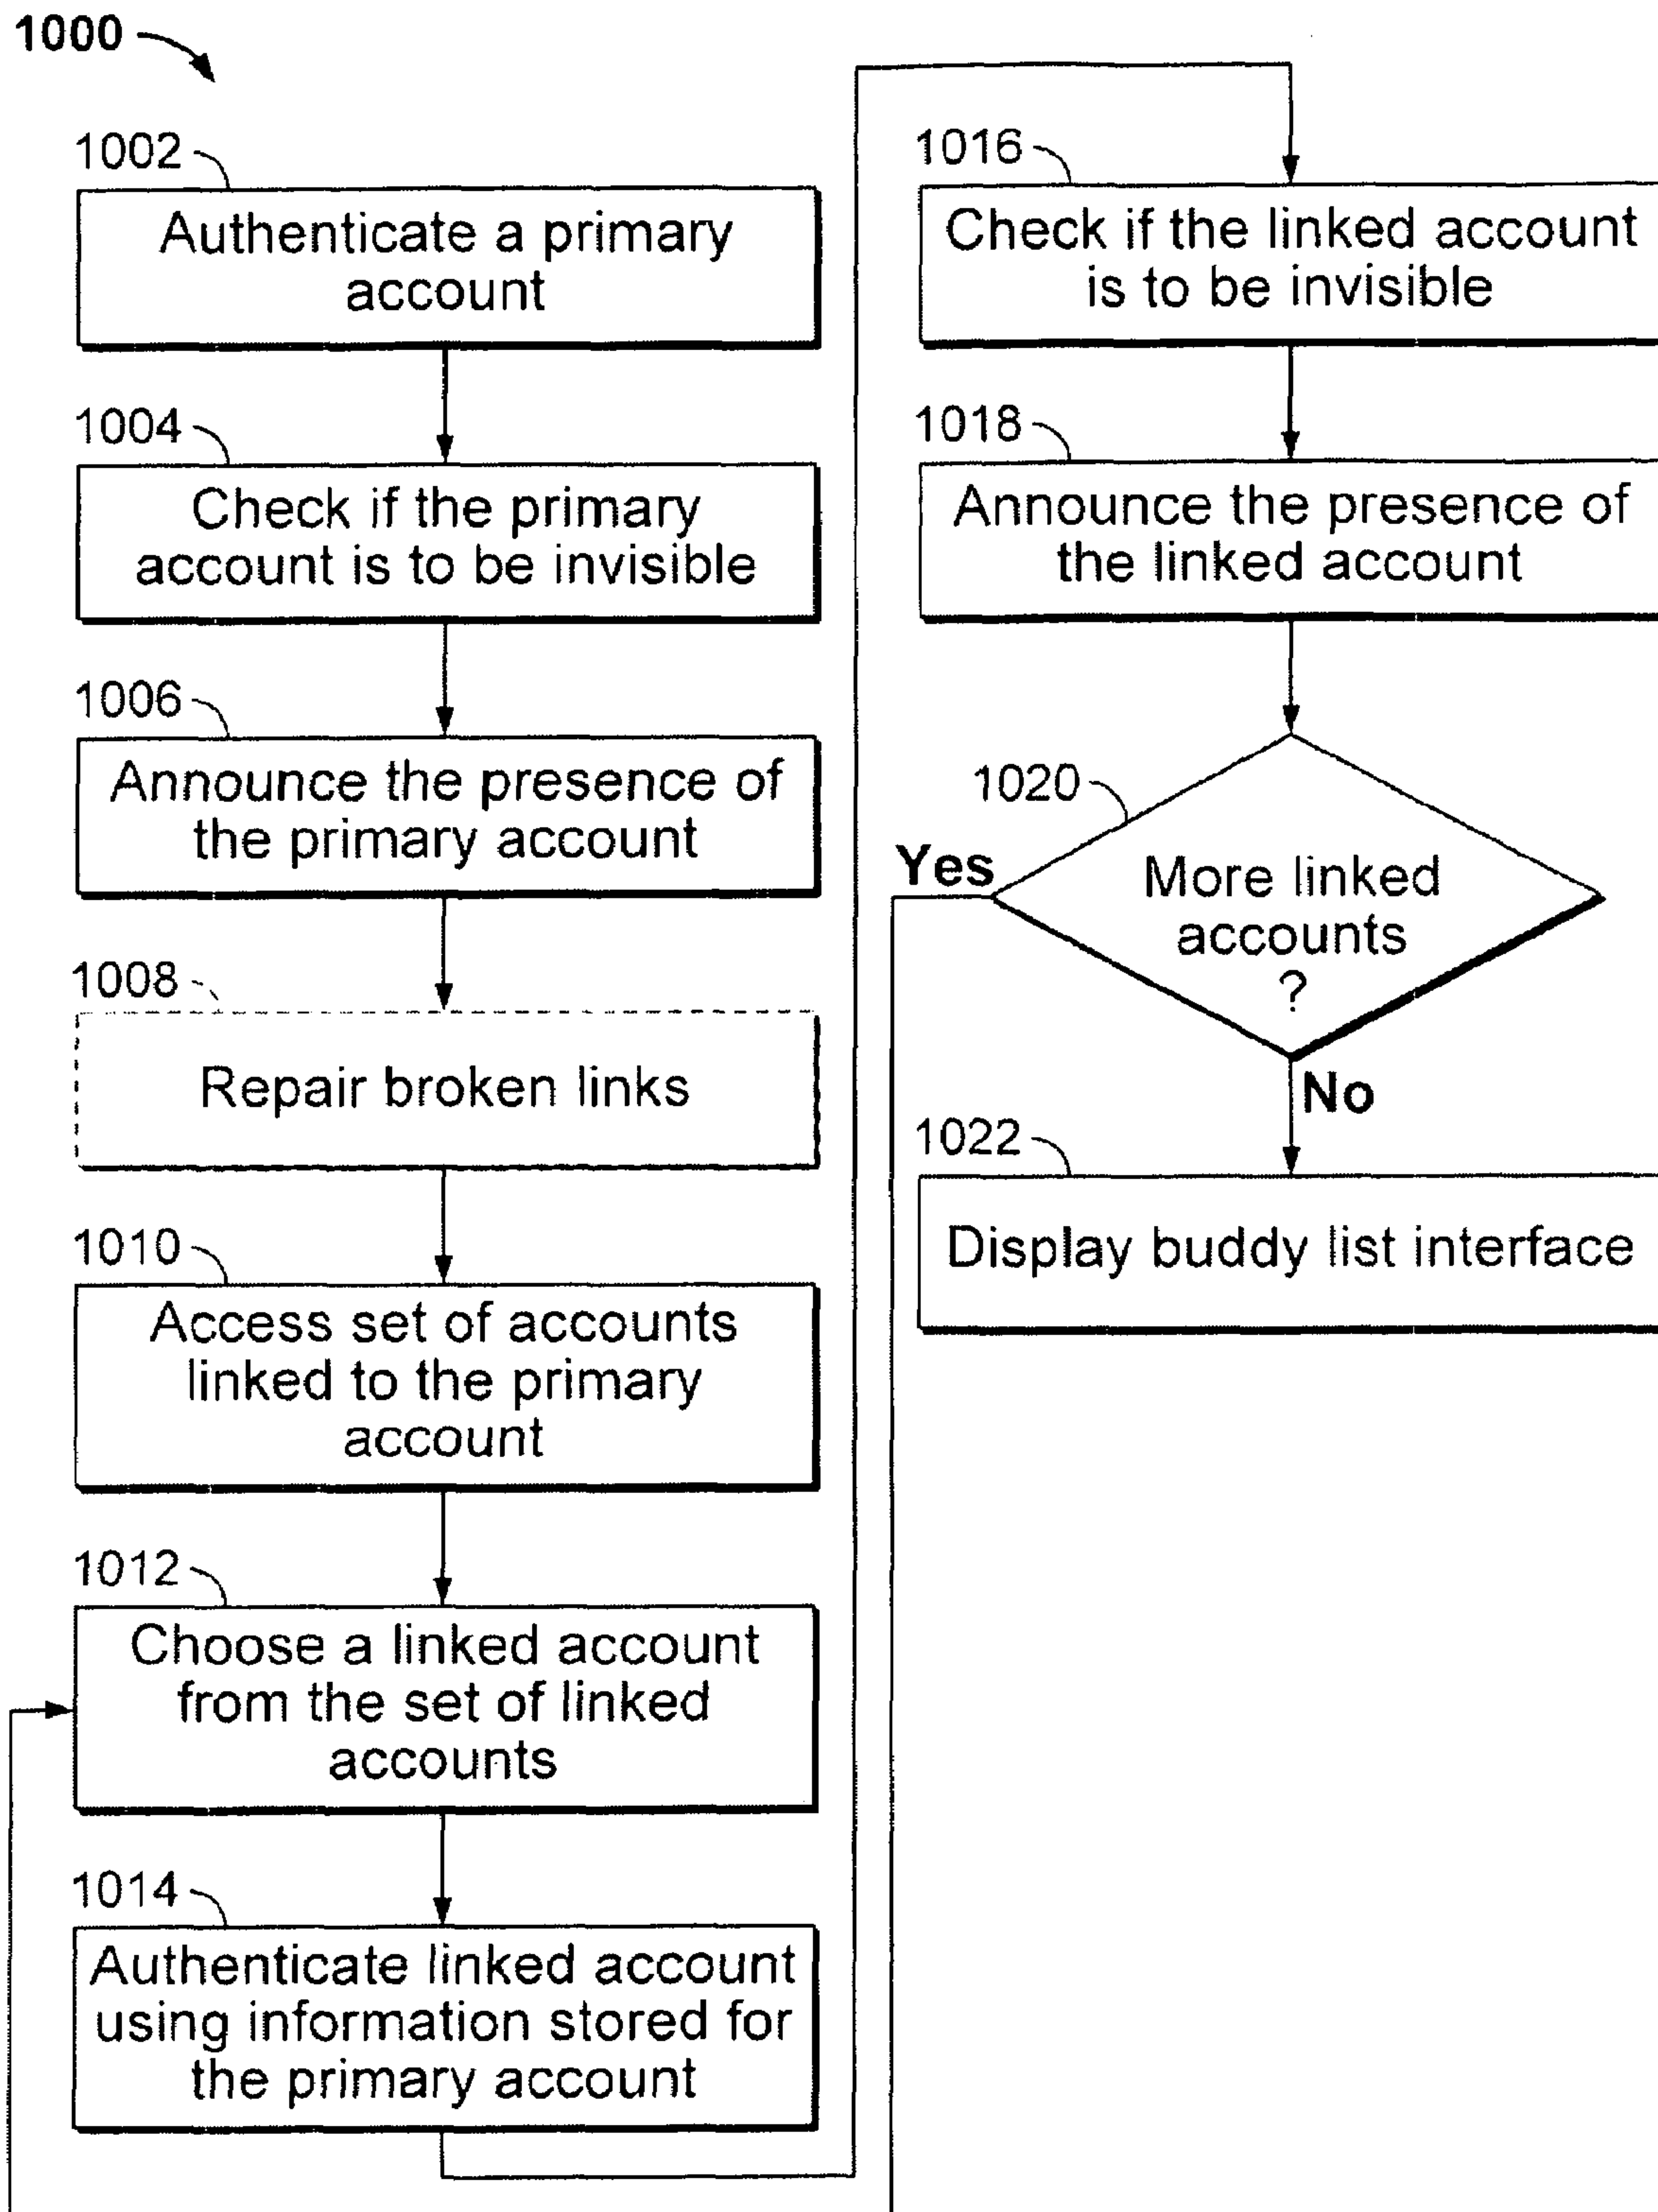 1000
1002
Authenticate a primary
account
1004
Check if the primary
account is to be invisible
1006
Announce the presence of
the primary account
1008
Repair broken links
1010
Access set of accounts
linked to the primary
account
1012
Choose a linked account
from the set of linked
accounts
1014
Authenticate linked account
using information stored for
the primary account
1016
Check if the linked account
is to be invisible
1018
Announce the presence of
the linked account
1020
Yes
More linked
accounts
?
No
1022
Display buddy list interface